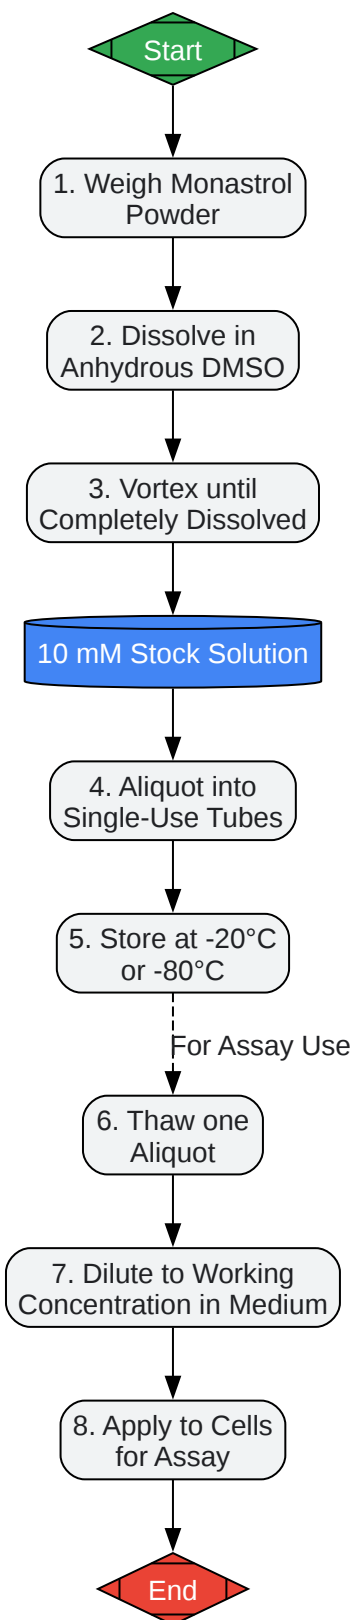 Start
1. Weigh Monastrol
Powder
2. Dissolve in
Anhydrous DMSO
3. Vortex until
Completely Dissolved
10 mM Stock Solution
4. Aliquot into
Single-Use Tubes
5. Store at -20°C
or -80°C
For Assay Use
6. Thaw one
Aliquot
7. Dilute to Working
Concentration in Medium
8. Apply to Cells
for Assay
End